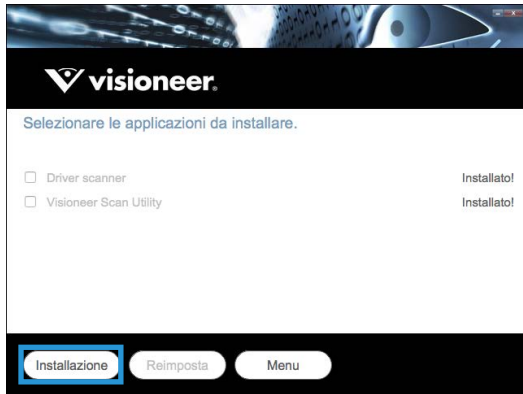 visioneer®
Selezionare le applicazioni da installare.
Driver scanner Installato!
Visioneer Scan Utility Installato!
Installazione Reimposta Menu